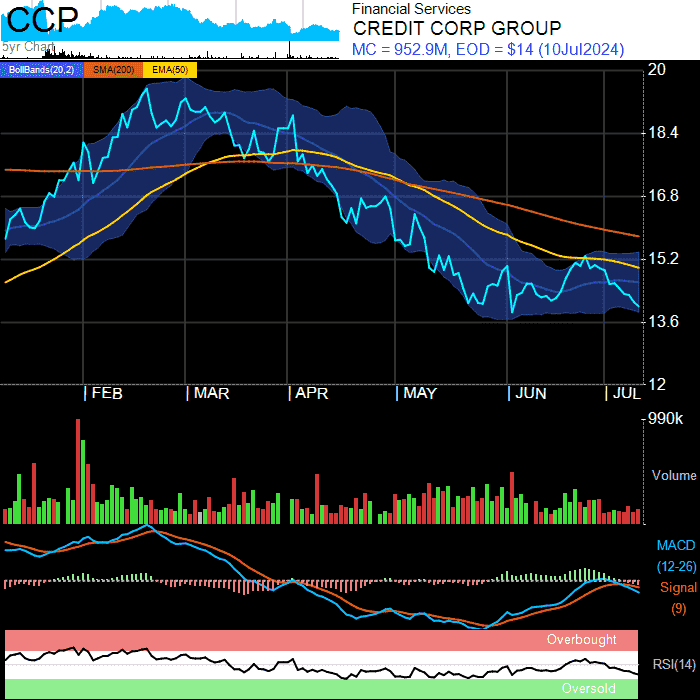 CCP
5yr Chart
Financial Services
CREDIT CORP GROUP
MC = 952.9M, EOD = $14 (10Jul2024)
BollBands(20,2) SMA(200) EMA(50)
20
18.4
16.8
15.2
13.6
12
FEB MAR APR MAY JUN JUL
990k
Volume
MACD
(12-26)
Signal
(9)
Overbought
RSI(14)
Oversold